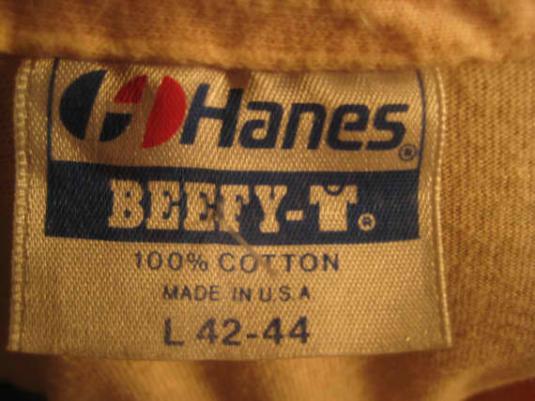 Hanes®
BEEFY-T®
100% COTTON
MADE IN U.S.A
L 42-44